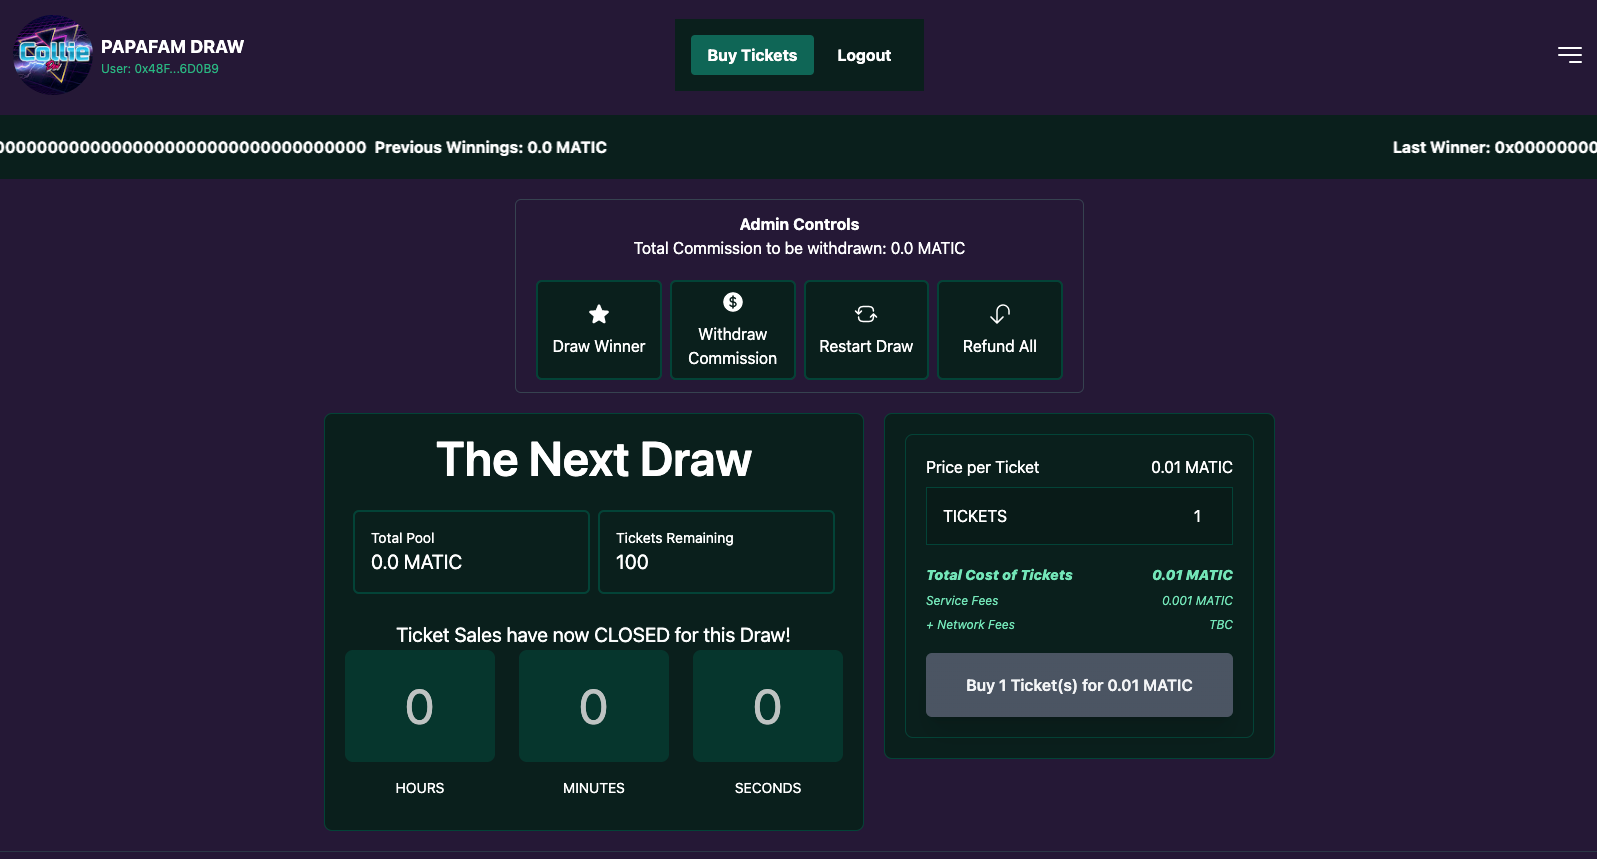 Collie
PAPAFAM DRAW
User: 0x48F...6D0B9
Buy Tickets
Logout
00000000000000000000000000000000000 Previous Winnings: 0.0 MATIC
Last Winner: 0x00000000
Admin Controls
Total Commission to be withdrawn: 0.0 MATIC
Draw Winner
Withdraw
Commission
Restart Draw
Refund All
The Next Draw
Total Pool
0.0 MATIC
Tickets Remaining
100
Ticket Sales have now CLOSED for this Draw!
0
0
0
HOURS
MINUTES
SECONDS
Price per Ticket
0.01 MATIC
TICKETS
1
Total Cost of Tickets
0.01 MATIC
Service Fees
0.001 MATIC
+ Network Fees
TBC
Buy 1 Ticket(s) for 0.01 MATIC